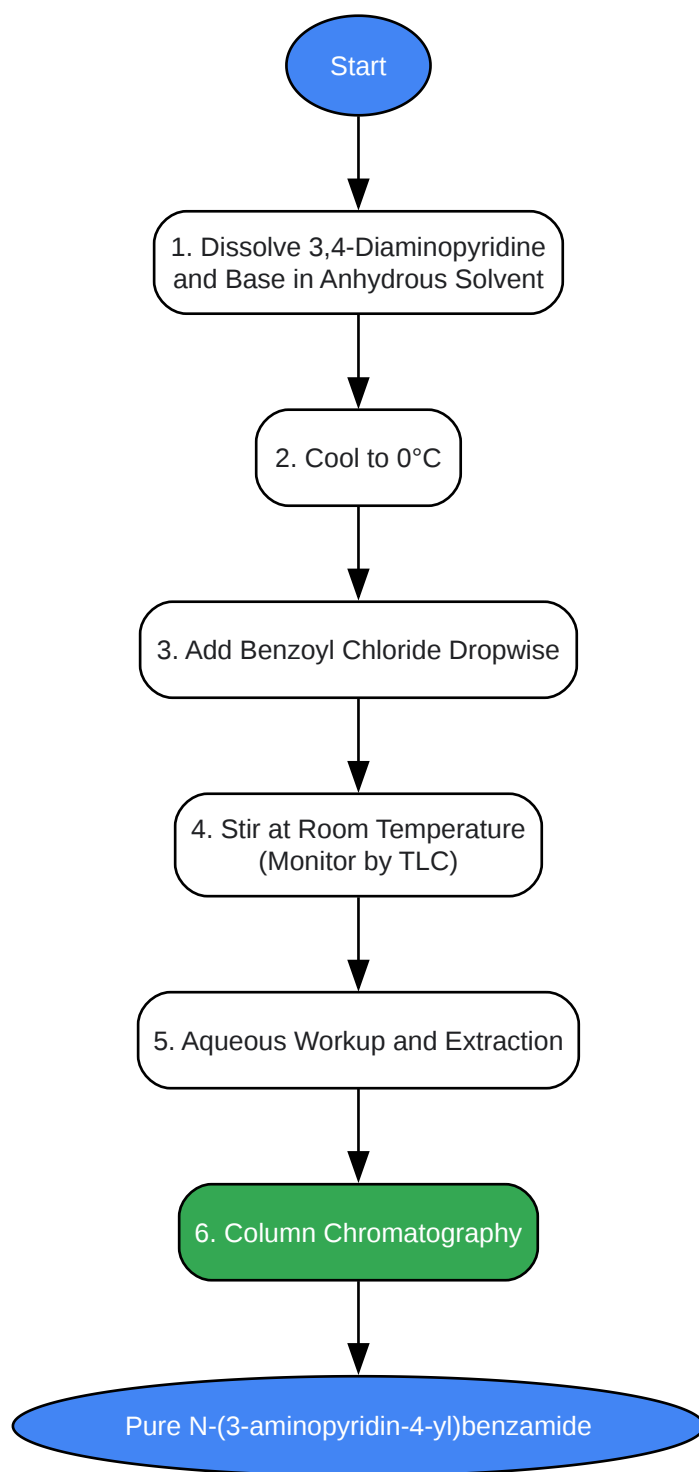 Start
1. Dissolve 3,4-Diaminopyridine
and Base in Anhydrous Solvent
2. Cool to 0°C
3. Add Benzoyl Chloride Dropwise
4. Stir at Room Temperature
(Monitor by TLC)
5. Aqueous Workup and Extraction
6. Column Chromatography
Pure N-(3-aminopyridin-4-yl)benzamide